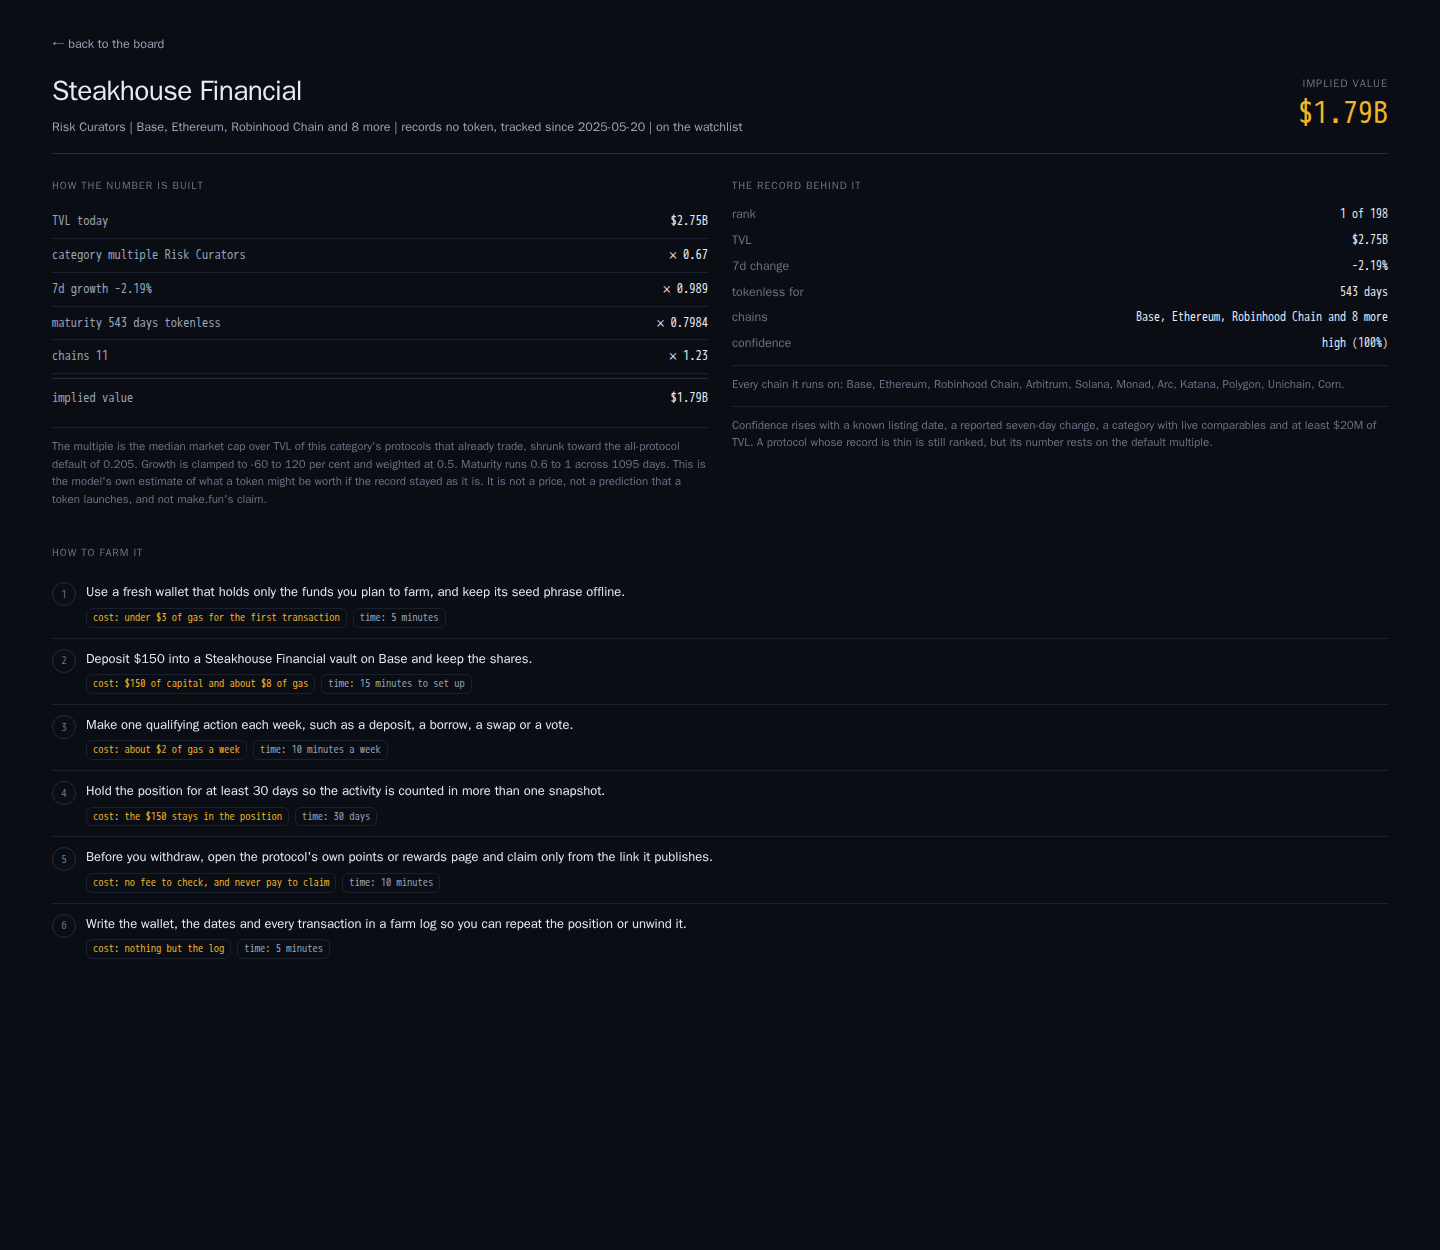 ← back to the board
Steakhouse Financial
Risk Curators | Base, Ethereum, Robinhood Chain and 8 more | records no token, tracked since 2025-05-20 | on the watchlist
IMPLIED VALUE
$1.79B
HOW THE NUMBER IS BUILT
TVL today $2.75B
category multiple Risk Curators × 0.67
7d growth -2.19% × 0.989
maturity 543 days tokenless × 0.7984
chains 11 × 1.23
implied value $1.79B
The multiple is the median market cap over TVL of this category's protocols that already trade, shrunk toward the all-protocol
default of 0.205. Growth is clamped to -60 to 120 per cent and weighted at 0.5. Maturity runs 0.6 to 1 across 1095 days. This is
the model's own estimate of what a token might be worth if the record stayed as it is. It is not a price, not a prediction that a
token launches, and not make.fun's claim.
THE RECORD BEHIND IT
rank 1 of 198
TVL $2.75B
7d change -2.19%
tokenless for 543 days
chains Base, Ethereum, Robinhood Chain and 8 more
confidence high (100%)
Every chain it runs on: Base, Ethereum, Robinhood Chain, Arbitrum, Solana, Monad, Arc, Katana, Polygon, Unichain, Corn.
Confidence rises with a known listing date, a reported seven-day change, a category with live comparables and at least $20M of
TVL. A protocol whose record is thin is still ranked, but its number rests on the default multiple.
HOW TO FARM IT
1 Use a fresh wallet that holds only the funds you plan to farm, and keep its seed phrase offline.
cost: under $3 of gas for the first transaction time: 5 minutes
2 Deposit $150 into a Steakhouse Financial vault on Base and keep the shares.
cost: $150 of capital and about $8 of gas time: 15 minutes to set up
3 Make one qualifying action each week, such as a deposit, a borrow, a swap or a vote.
cost: about $2 of gas a week time: 10 minutes a week
4 Hold the position for at least 30 days so the activity is counted in more than one snapshot.
cost: the $150 stays in the position time: 30 days
5 Before you withdraw, open the protocol's own points or rewards page and claim only from the link it publishes.
cost: no fee to check, and never pay to claim time: 10 minutes
6 Write the wallet, the dates and every transaction in a farm log so you can repeat the position or unwind it.
cost: nothing but the log time: 5 minutes